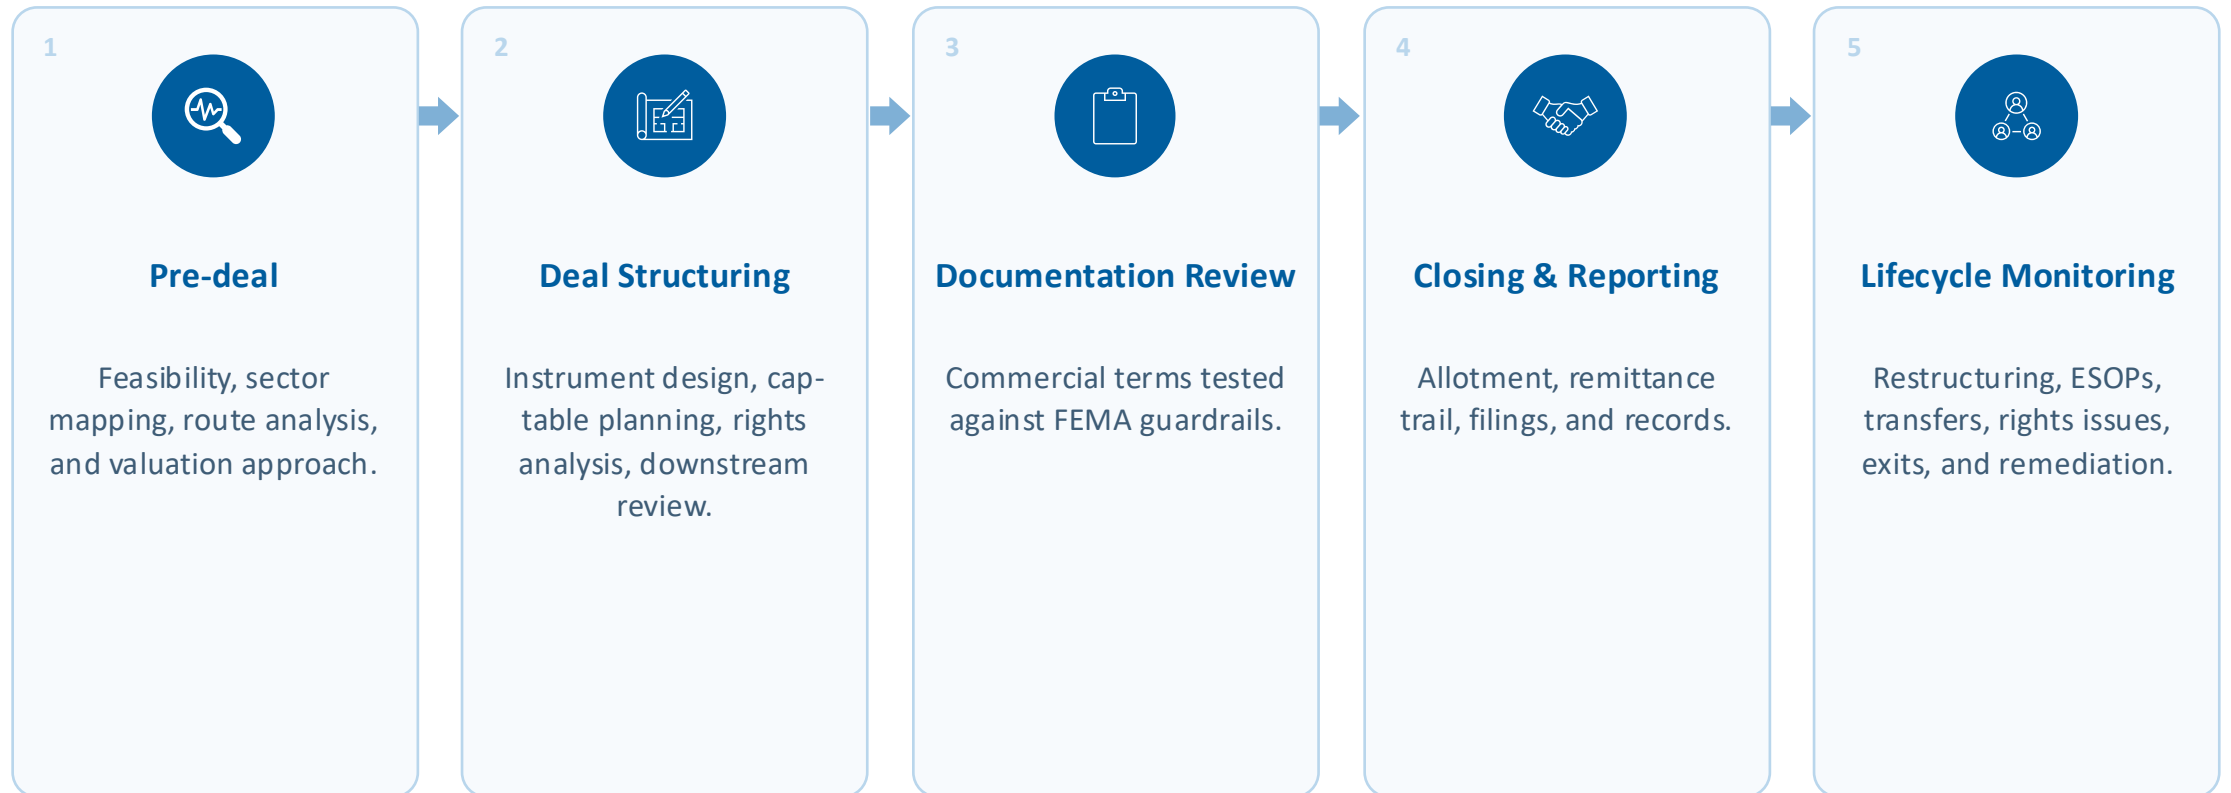 1
Pre-deal
Feasibility, sector
mapping, route analysis,
and valuation approach.
2
Deal Structuring
Instrument design, cap-
table planning, rights
analysis, downstream
review.
3
Documentation Review
Commercial terms tested
against FEMA guardrails.
4
Closing & Reporting
Allotment, remittance
trail, filings, and records.
5
Lifecycle Monitoring
Restructuring, ESOPs,
transfers, rights issues,
exits, and remediation.